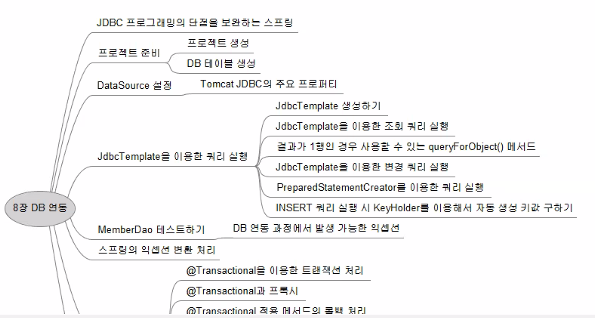 JDBC 프로그래밍의 단점을 보완하는 스프링
프로젝트 준비
프로젝트 생성
DB 테이블 생성
DataSource 설정
Tomcat JDBC의 주요 프로퍼티
JdbcTemplate을 이용한 쿼리 실행
JdbcTemplate 생성하기
JdbcTemplate을 이용한 조회 쿼리 실행
결과가 1행인 경우 사용할 수 있는 queryForObject() 메서드
JdbcTemplate을 이용한 변경 쿼리 실행
PreparedStatementCreator를 이용한 쿼리 실행
INSERT 쿼리 실행 시 KeyHolder를 이용해서 자동 생성 키값 구하기
8장 DB 연동
MemberDao 테스트하기
DB 연동 과정에서 발생 가능한 익셉션
스프링의 익셉션 변환 처리
@Transactional을 이용한 트랜잭션 처리
@Transactional과 프록시
@Transactional 적용 메서드의 롤백 처리